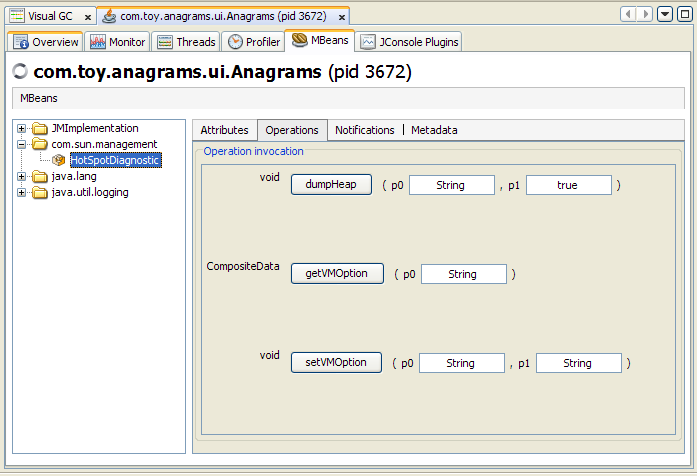 Visual GC com.toy.anagrams.ui.Anagrams (pid 3672)
Overview Monitor Threads Profiler MBeans JConsole Plugins
com.toy.anagrams.ui.Anagrams (pid 3672)
MBeans
JMImplementation
com.sun.management
HotSpotDiagnostic
java.lang
java.util.logging
Attributes Operations Notifications Metadata
Operation invocation
void dumpHeap ( p0 String , p1 true )
CompositeData getVMOption ( p0 String )
void setVMOption ( p0 String , p1 String )